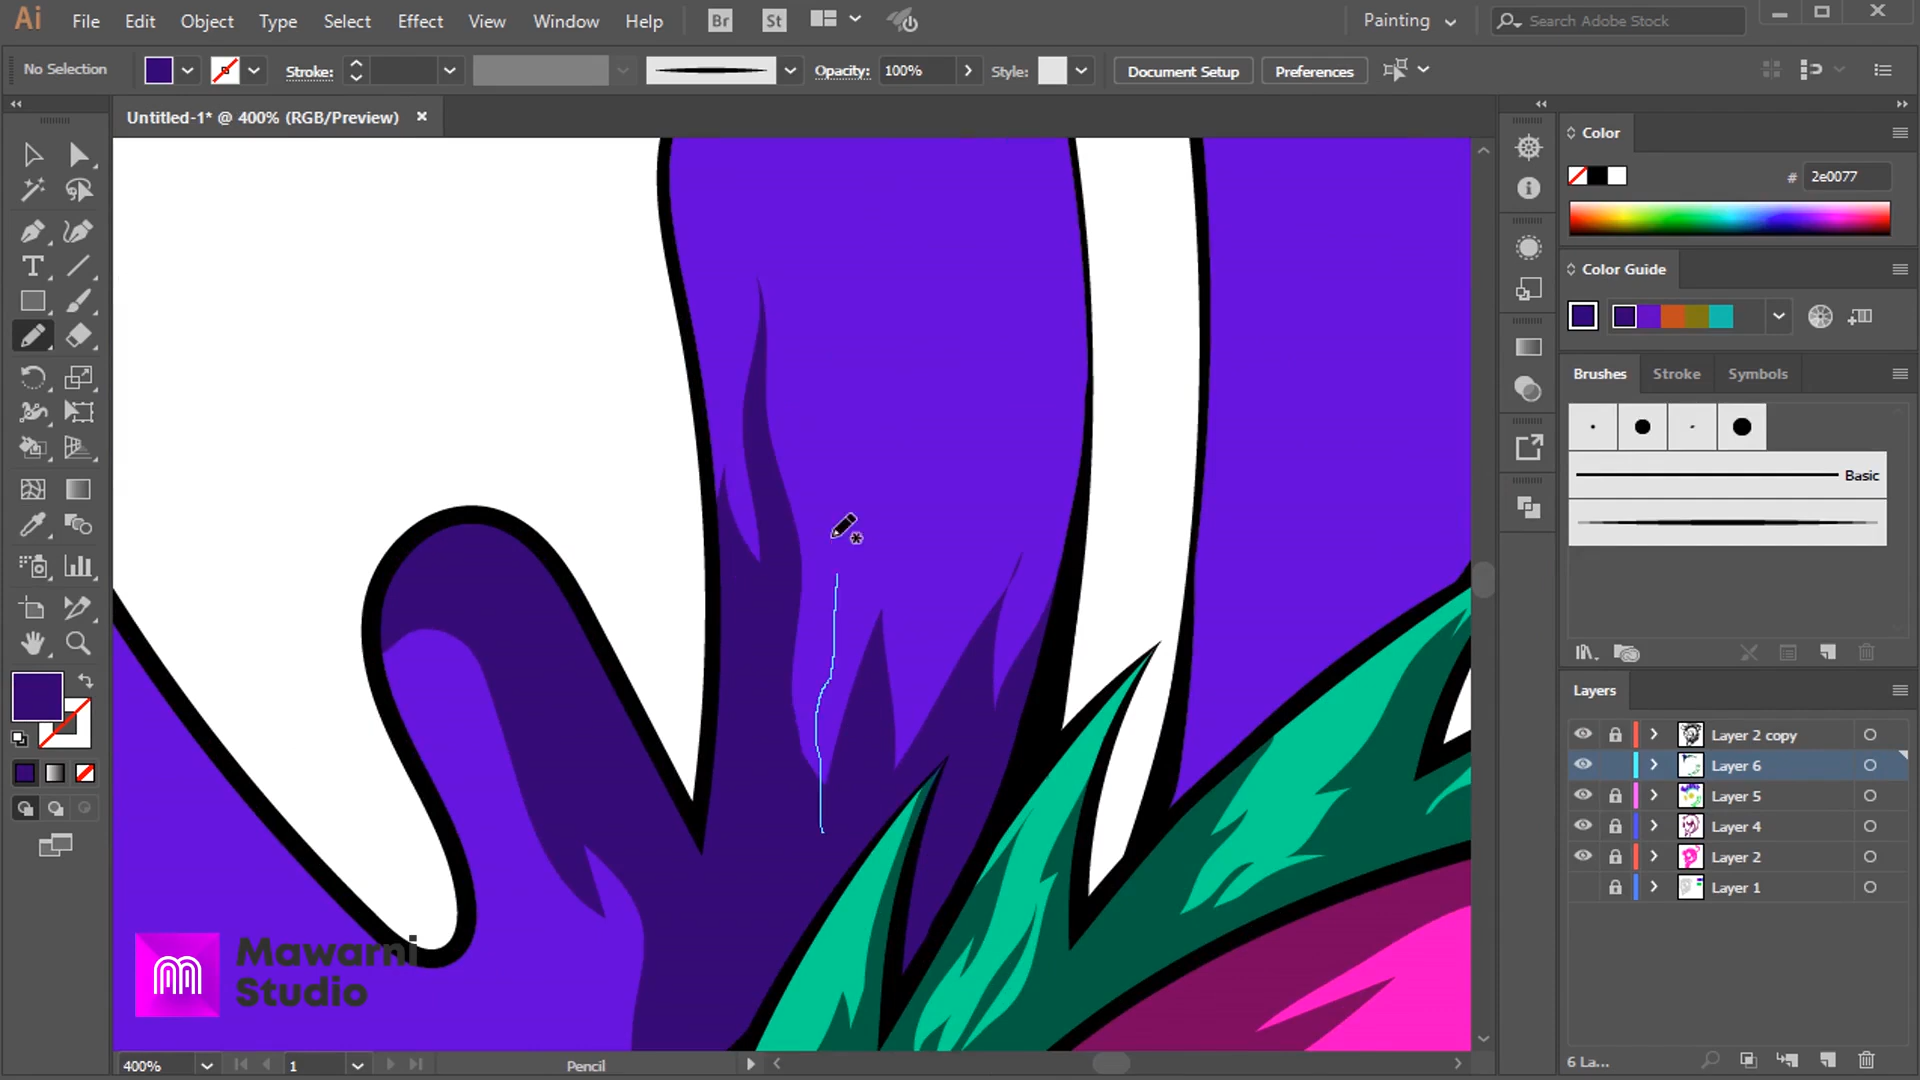 Ai File Edit Object Type Select Effect View Window Help Br St Painting Search Adobe Stock
No Selection Stroke: Opacity: 100% Style: Document Setup Preferences
Untitled-1* @ 400% (RGB/Preview)
Color
# 2e0077
Color Guide
Brushes Stroke Symbols
Basic
Layers
Layer 2 copy
Layer 6
Layer 5
Layer 4
Layer 2
Layer 1
Mawarni
Studio
400% 1 Pencil 6 La...